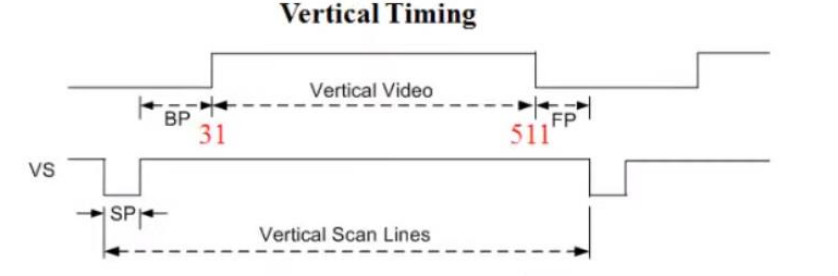 Vertical Timing
Vertical Video
BP
FP
31
511
VS
SP
Vertical Scan Lines